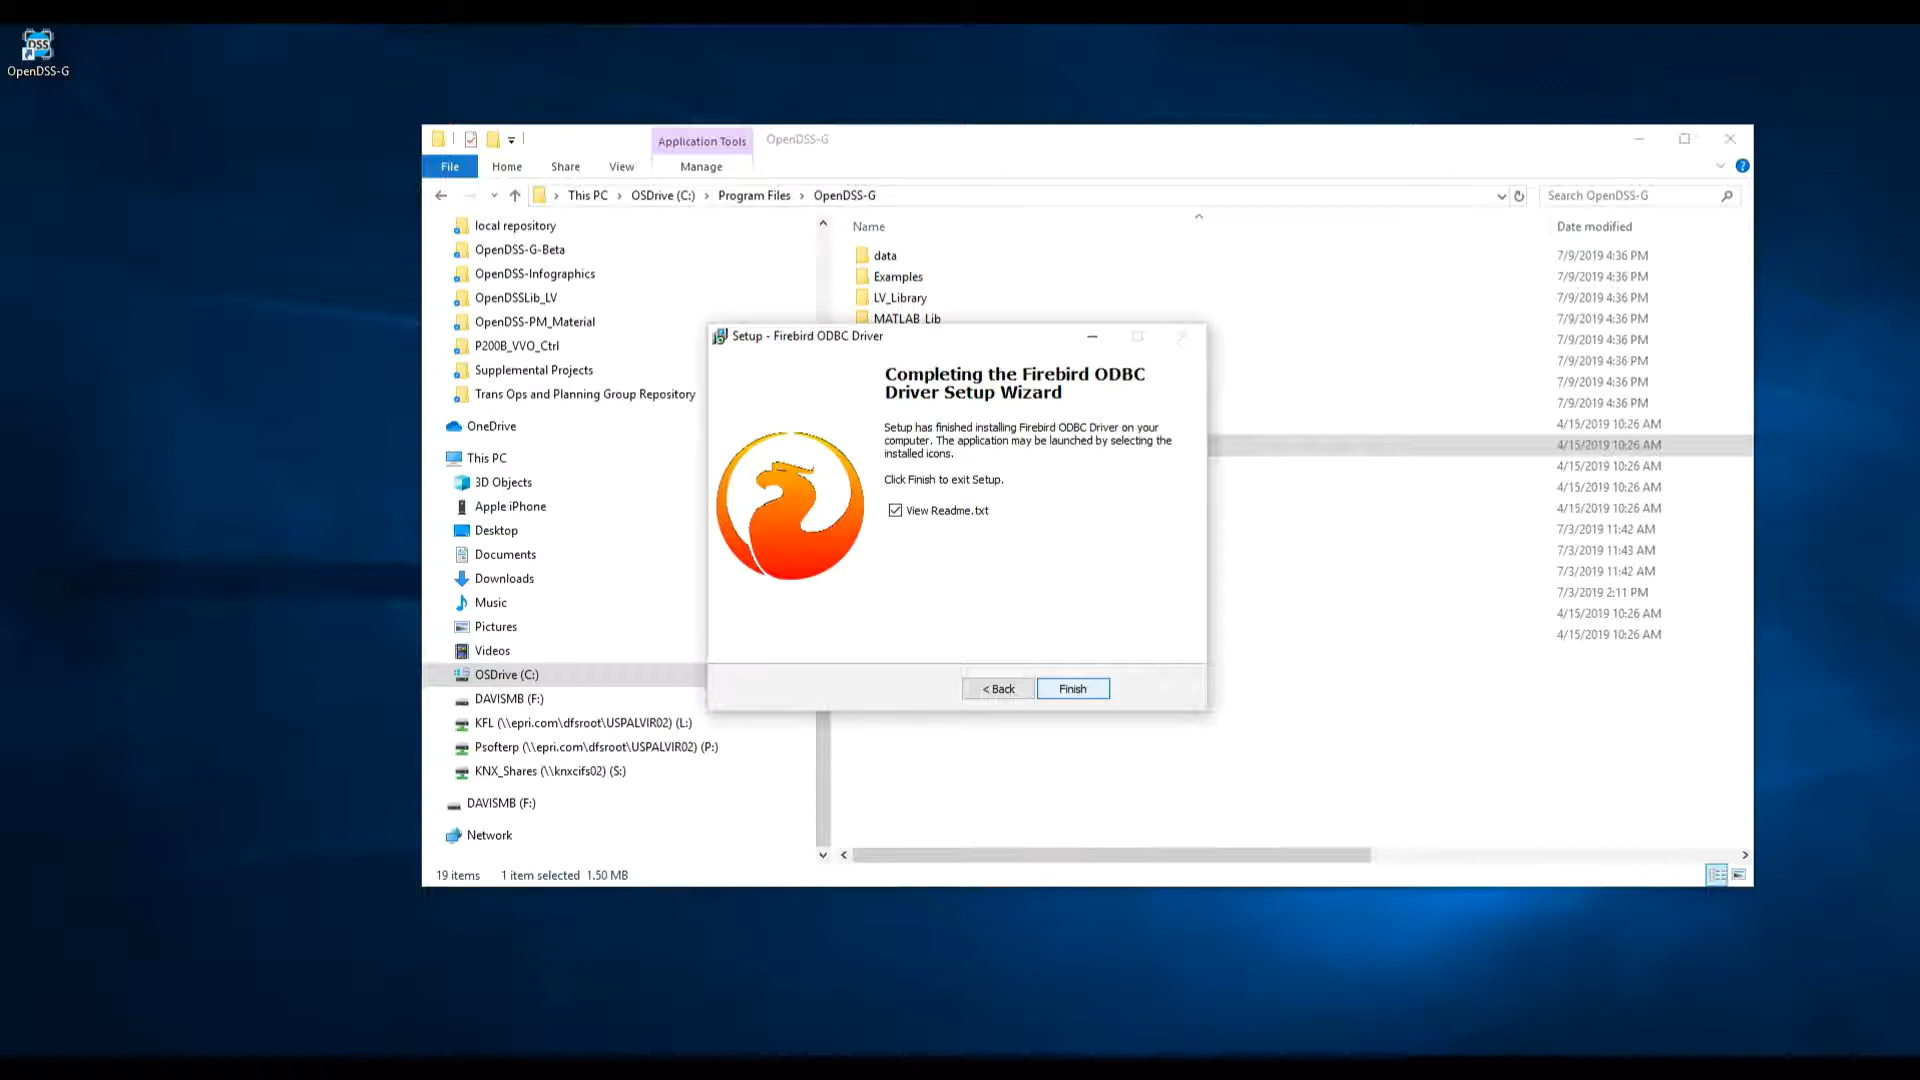 DSS
OpenDSS-G
Application Tools
OpenDSS-G
File
Home
Share
View
Manage
This PC
OSDrive (C:)
Program Files
OpenDSS-G
Search OpenDSS-G
local repository
OpenDSS-G-Beta
OpenDSS-Infographics
OpenDSSLib_LV
OpenDSS-PM_Material
P200B_VVO_Ctrl
Supplemental Projects
Trans Ops and Planning Group Repository
OneDrive
This PC
3D Objects
Apple iPhone
Desktop
Documents
Downloads
Music
Pictures
Videos
OSDrive (C:)
DAVISMB (F:)
KFL (\\epri.com\dfsroot\USPALVIR02) (L:)
Psofterp (\\epri.com\dfsroot\USPALVIR02) (P:)
KNX_Shares (\\knxcifs02) (S:)
DAVISMB (F:)
Network
Name
Date modified
data
7/9/2019 4:36 PM
Examples
7/9/2019 4:36 PM
LV_Library
7/9/2019 4:36 PM
MATLAB_Lib
7/9/2019 4:36 PM
7/9/2019 4:36 PM
7/9/2019 4:36 PM
7/9/2019 4:36 PM
7/9/2019 4:36 PM
4/15/2019 10:26 AM
4/15/2019 10:26 AM
4/15/2019 10:26 AM
4/15/2019 10:26 AM
4/15/2019 10:26 AM
7/3/2019 11:42 AM
7/3/2019 11:43 AM
7/3/2019 11:42 AM
7/3/2019 2:11 PM
4/15/2019 10:26 AM
4/15/2019 10:26 AM
Setup - Firebird ODBC Driver
Completing the Firebird ODBC
Driver Setup Wizard
Setup has finished installing Firebird ODBC Driver on your
computer. The application may be launched by selecting the
installed icons.
Click Finish to exit Setup.
View Readme.txt
< Back
Finish
19 items
1 item selected 1.50 MB